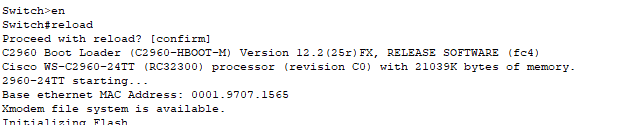 Switch>en
Switch#reload
Proceed with reload? [confirm]
C2960 Boot Loader (C2960-HBOOT-M) Version 12.2(25r)FX, RELEASE SOFTWARE (fc4)
Cisco WS-C2960-24TT (RC32300) processor (revision C0) with 21039K bytes of memory.
2960-24TT starting...
Base ethernet MAC Address: 0001.9707.1565
Xmodem file system is available.
Initializing Flash